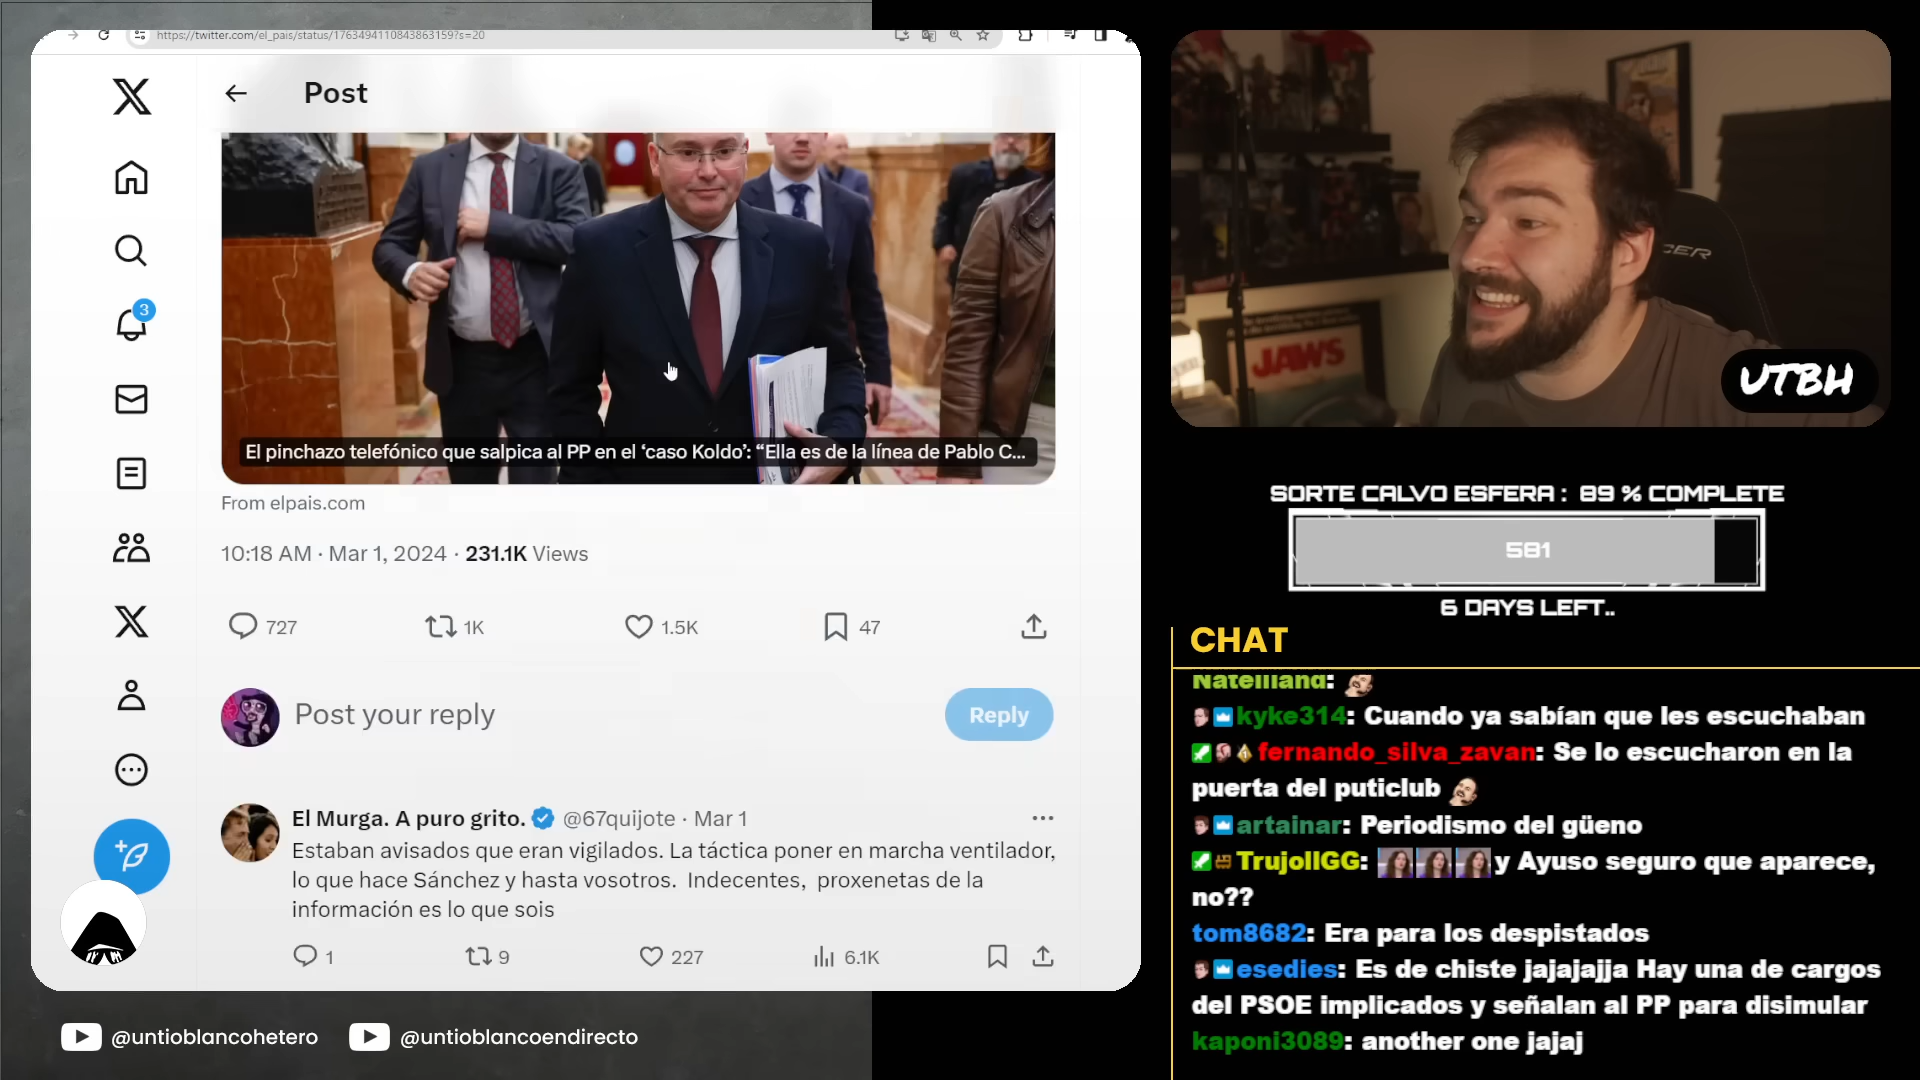 https://twitter.com/el_pais/status/1763494110843863159?s=20
Post
3
El pinchazo telefónico que salpica al PP en el ‘caso Koldo’: “Ella es de la línea de Pablo C...
From elpais.com
10:18 AM · Mar 1, 2024 · 231.1K Views
727 1K 1.5K 47
Post your reply
Reply
El Murga. A puro grito. @67quijote · Mar 1
Estaban avisados que eran vigilados. La táctica poner en marcha ventilador,
lo que hace Sánchez y hasta vosotros. Indecentes, proxenetas de la
información es lo que sois
1 9 227 6.1K
@untioblancohetero @untioblancoendirecto
JAWS
UTBH
SORTE CALVO ESFERA : 89 % COMPLETE
581
6 DAYS LEFT..
CHAT
Natellland:
kyke314: Cuando ya sabían que les escuchaban
fernando_silva_zavan: Se lo escucharon en la
puerta del puticlub
artainar: Periodismo del güeno
TrujollGG: y Ayuso seguro que aparece,
no??
tom8682: Era para los despistados
esedies: Es de chiste jajajajja Hay una de cargos
del PSOE implicados y señalan al PP para disimular
kaponi3089: another one jajaj